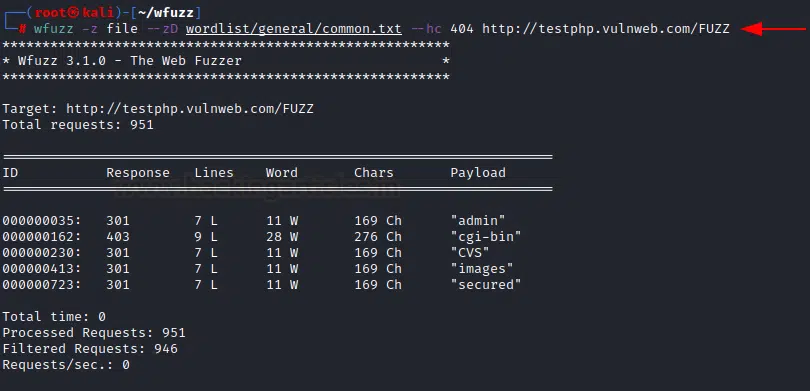 ┌──(root㉿kali)-[~/wfuzz]
└─# wfuzz -z file --zD wordlist/general/common.txt --hc 404 http://testphp.vulnweb.com/FUZZ
********************************************************
* Wfuzz 3.1.0 - The Web Fuzzer                         *
********************************************************
Target: http://testphp.vulnweb.com/FUZZ
Total requests: 951
=====================================================================
ID           Response   Lines    Word       Chars       Payload
=====================================================================
000000035:   301        7 L      11 W       169 Ch      "admin"
000000162:   403        9 L      28 W       276 Ch      "cgi-bin"
000000230:   301        7 L      11 W       169 Ch      "CVS"
000000413:   301        7 L      11 W       169 Ch      "images"
000000723:   301        7 L      11 W       169 Ch      "secured"
Total time: 0
Processed Requests: 951
Filtered Requests: 946
Requests/sec.: 0